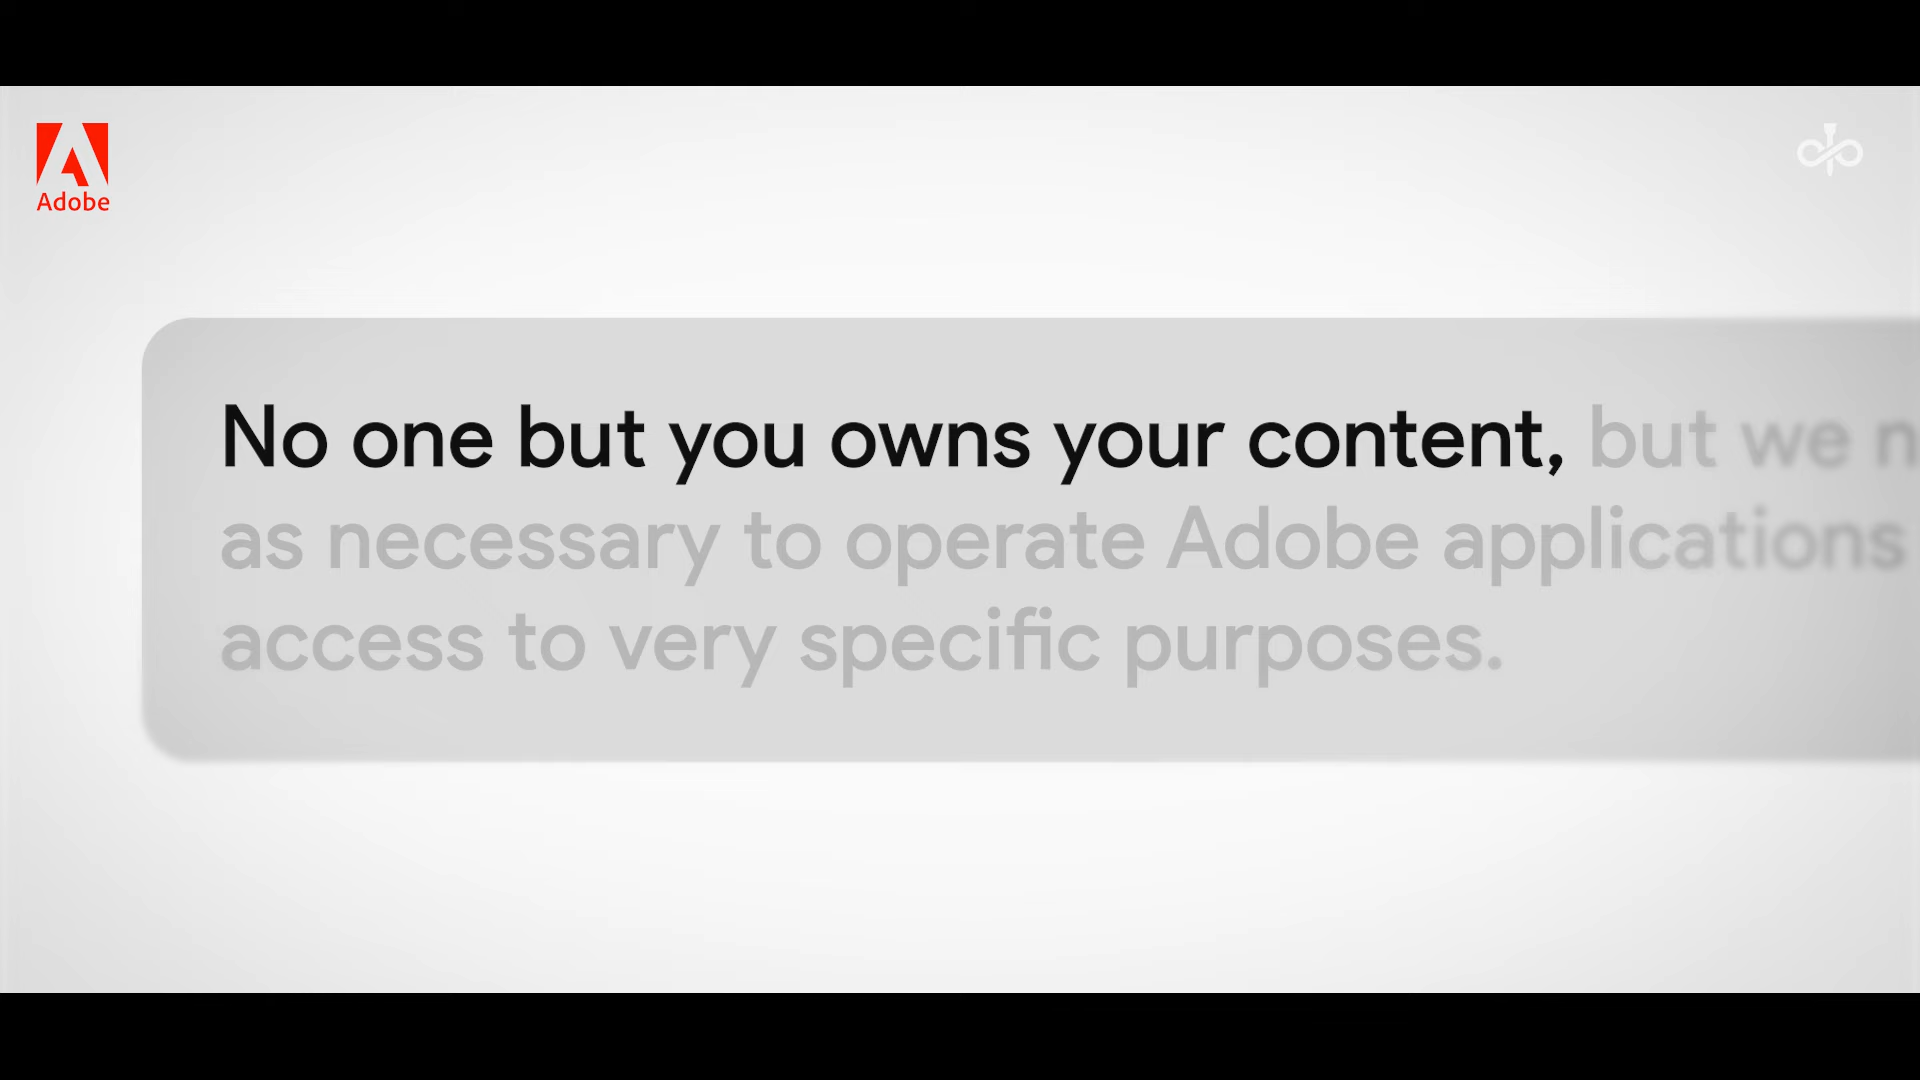 Adobe
No one but you owns your content, but we
as necessary to operate Adobe applications
access to very specific purposes.